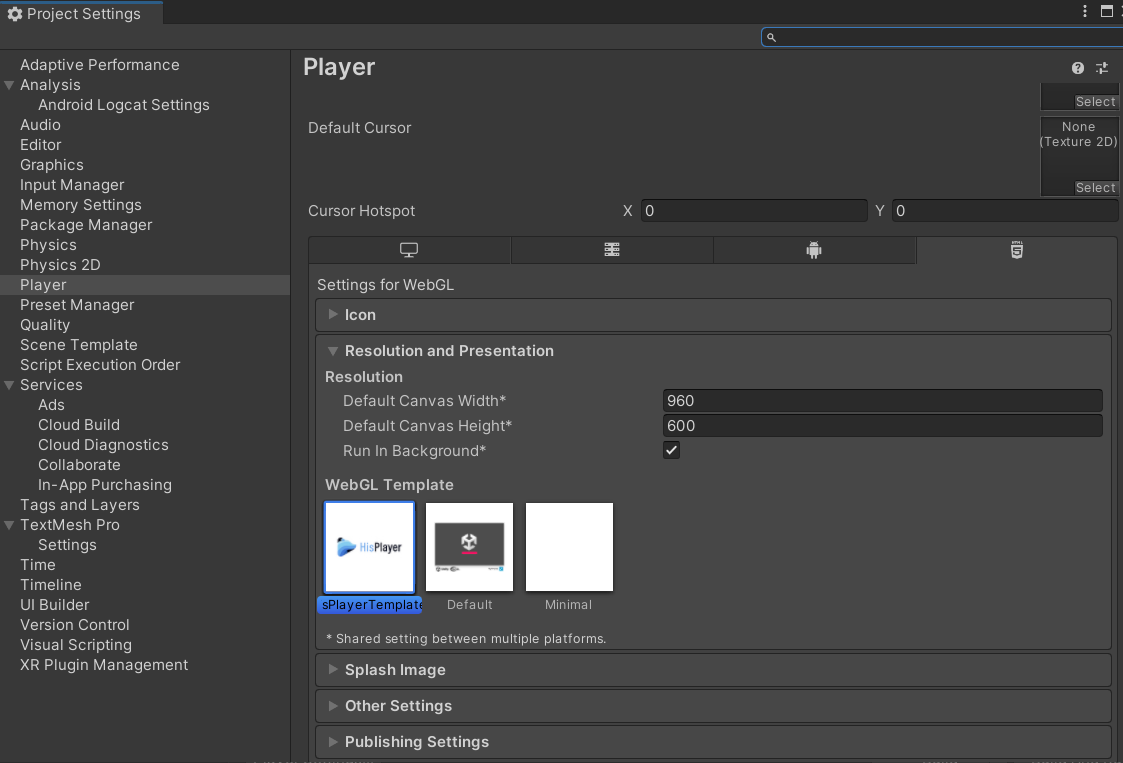 Project Settings
Adaptive Performance
Analysis
Android Logcat Settings
Audio
Editor
Graphics
Input Manager
Memory Settings
Package Manager
Physics
Physics 2D
Player
Preset Manager
Quality
Scene Template
Script Execution Order
Services
Ads
Cloud Build
Cloud Diagnostics
Collaborate
In-App Purchasing
Tags and Layers
TextMesh Pro
Settings
Time
Timeline
UI Builder
Version Control
Visual Scripting
XR Plugin Management
Player
Select
Default Cursor
None
(Texture 2D)
Select
Cursor Hotspot X 0 Y 0
Settings for WebGL
Icon
Resolution and Presentation
Resolution
Default Canvas Width* 960
Default Canvas Height* 600
Run In Background*
WebGL Template
HisPlayer
sPlayerTemplate Default Minimal
* Shared setting between multiple platforms.
Splash Image
Other Settings
Publishing Settings